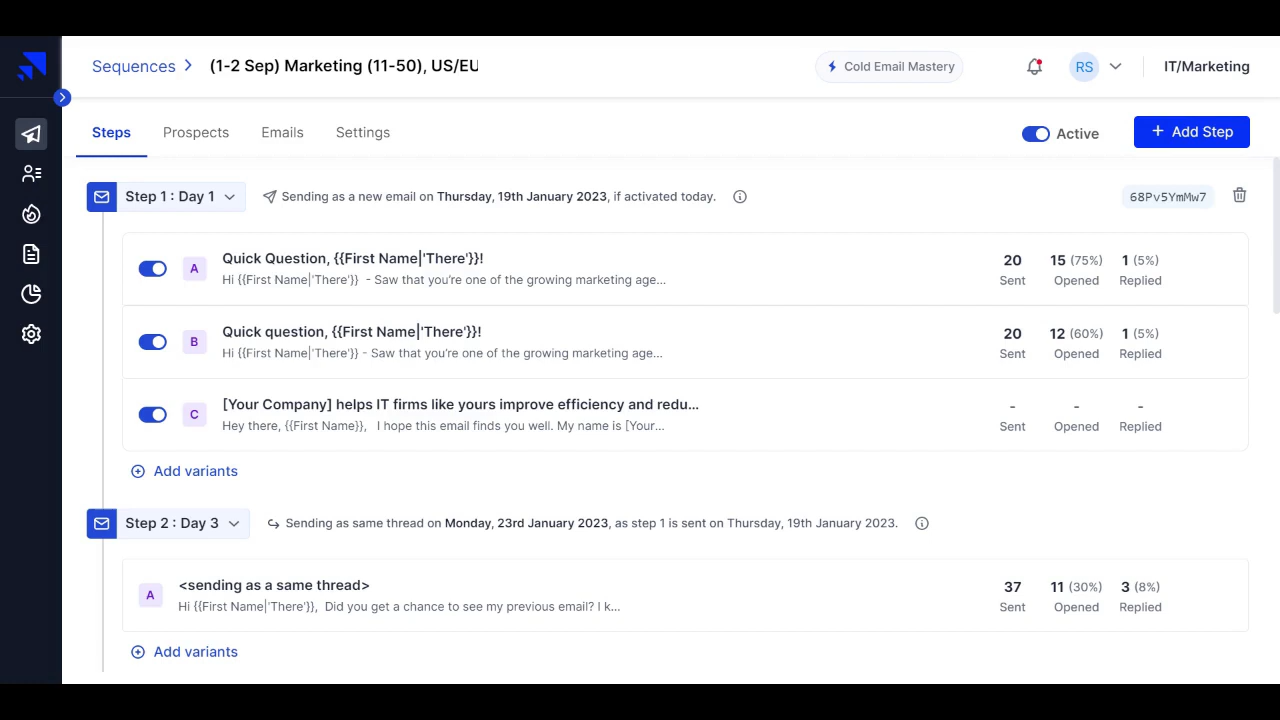 Sequences > (1-2 Sep) Marketing (11-50), US/EU
Cold Email Mastery
RS
IT/Marketing
Steps Prospects Emails Settings
Active
+ Add Step
Step 1 : Day 1
Sending as a new email on Thursday, 19th January 2023, if activated today.
68Pv5YmMw7
A
Quick Question, {{First Name|'There'}}!
Hi {{First Name|'There'}}  - Saw that you're one of the growing marketing age...
20 15 (75%) 1 (5%)
Sent Opened Replied
B
Quick question, {{First Name|'There'}}!
Hi {{First Name|'There'}} - Saw that you're one of the growing marketing age...
20 12 (60%) 1 (5%)
Sent Opened Replied
C
[Your Company] helps IT firms like yours improve efficiency and redu...
Hey there, {{First Name}},   I hope this email finds you well. My name is [Your...
- - -
Sent Opened Replied
Add variants
Step 2 : Day 3
Sending as same thread on Monday, 23rd January 2023, as step 1 is sent on Thursday, 19th January 2023.
A
<sending as a same thread>
Hi {{First Name|'There'}},  Did you get a chance to see my previous email? I k...
37 11 (30%) 3 (8%)
Sent Opened Replied
Add variants